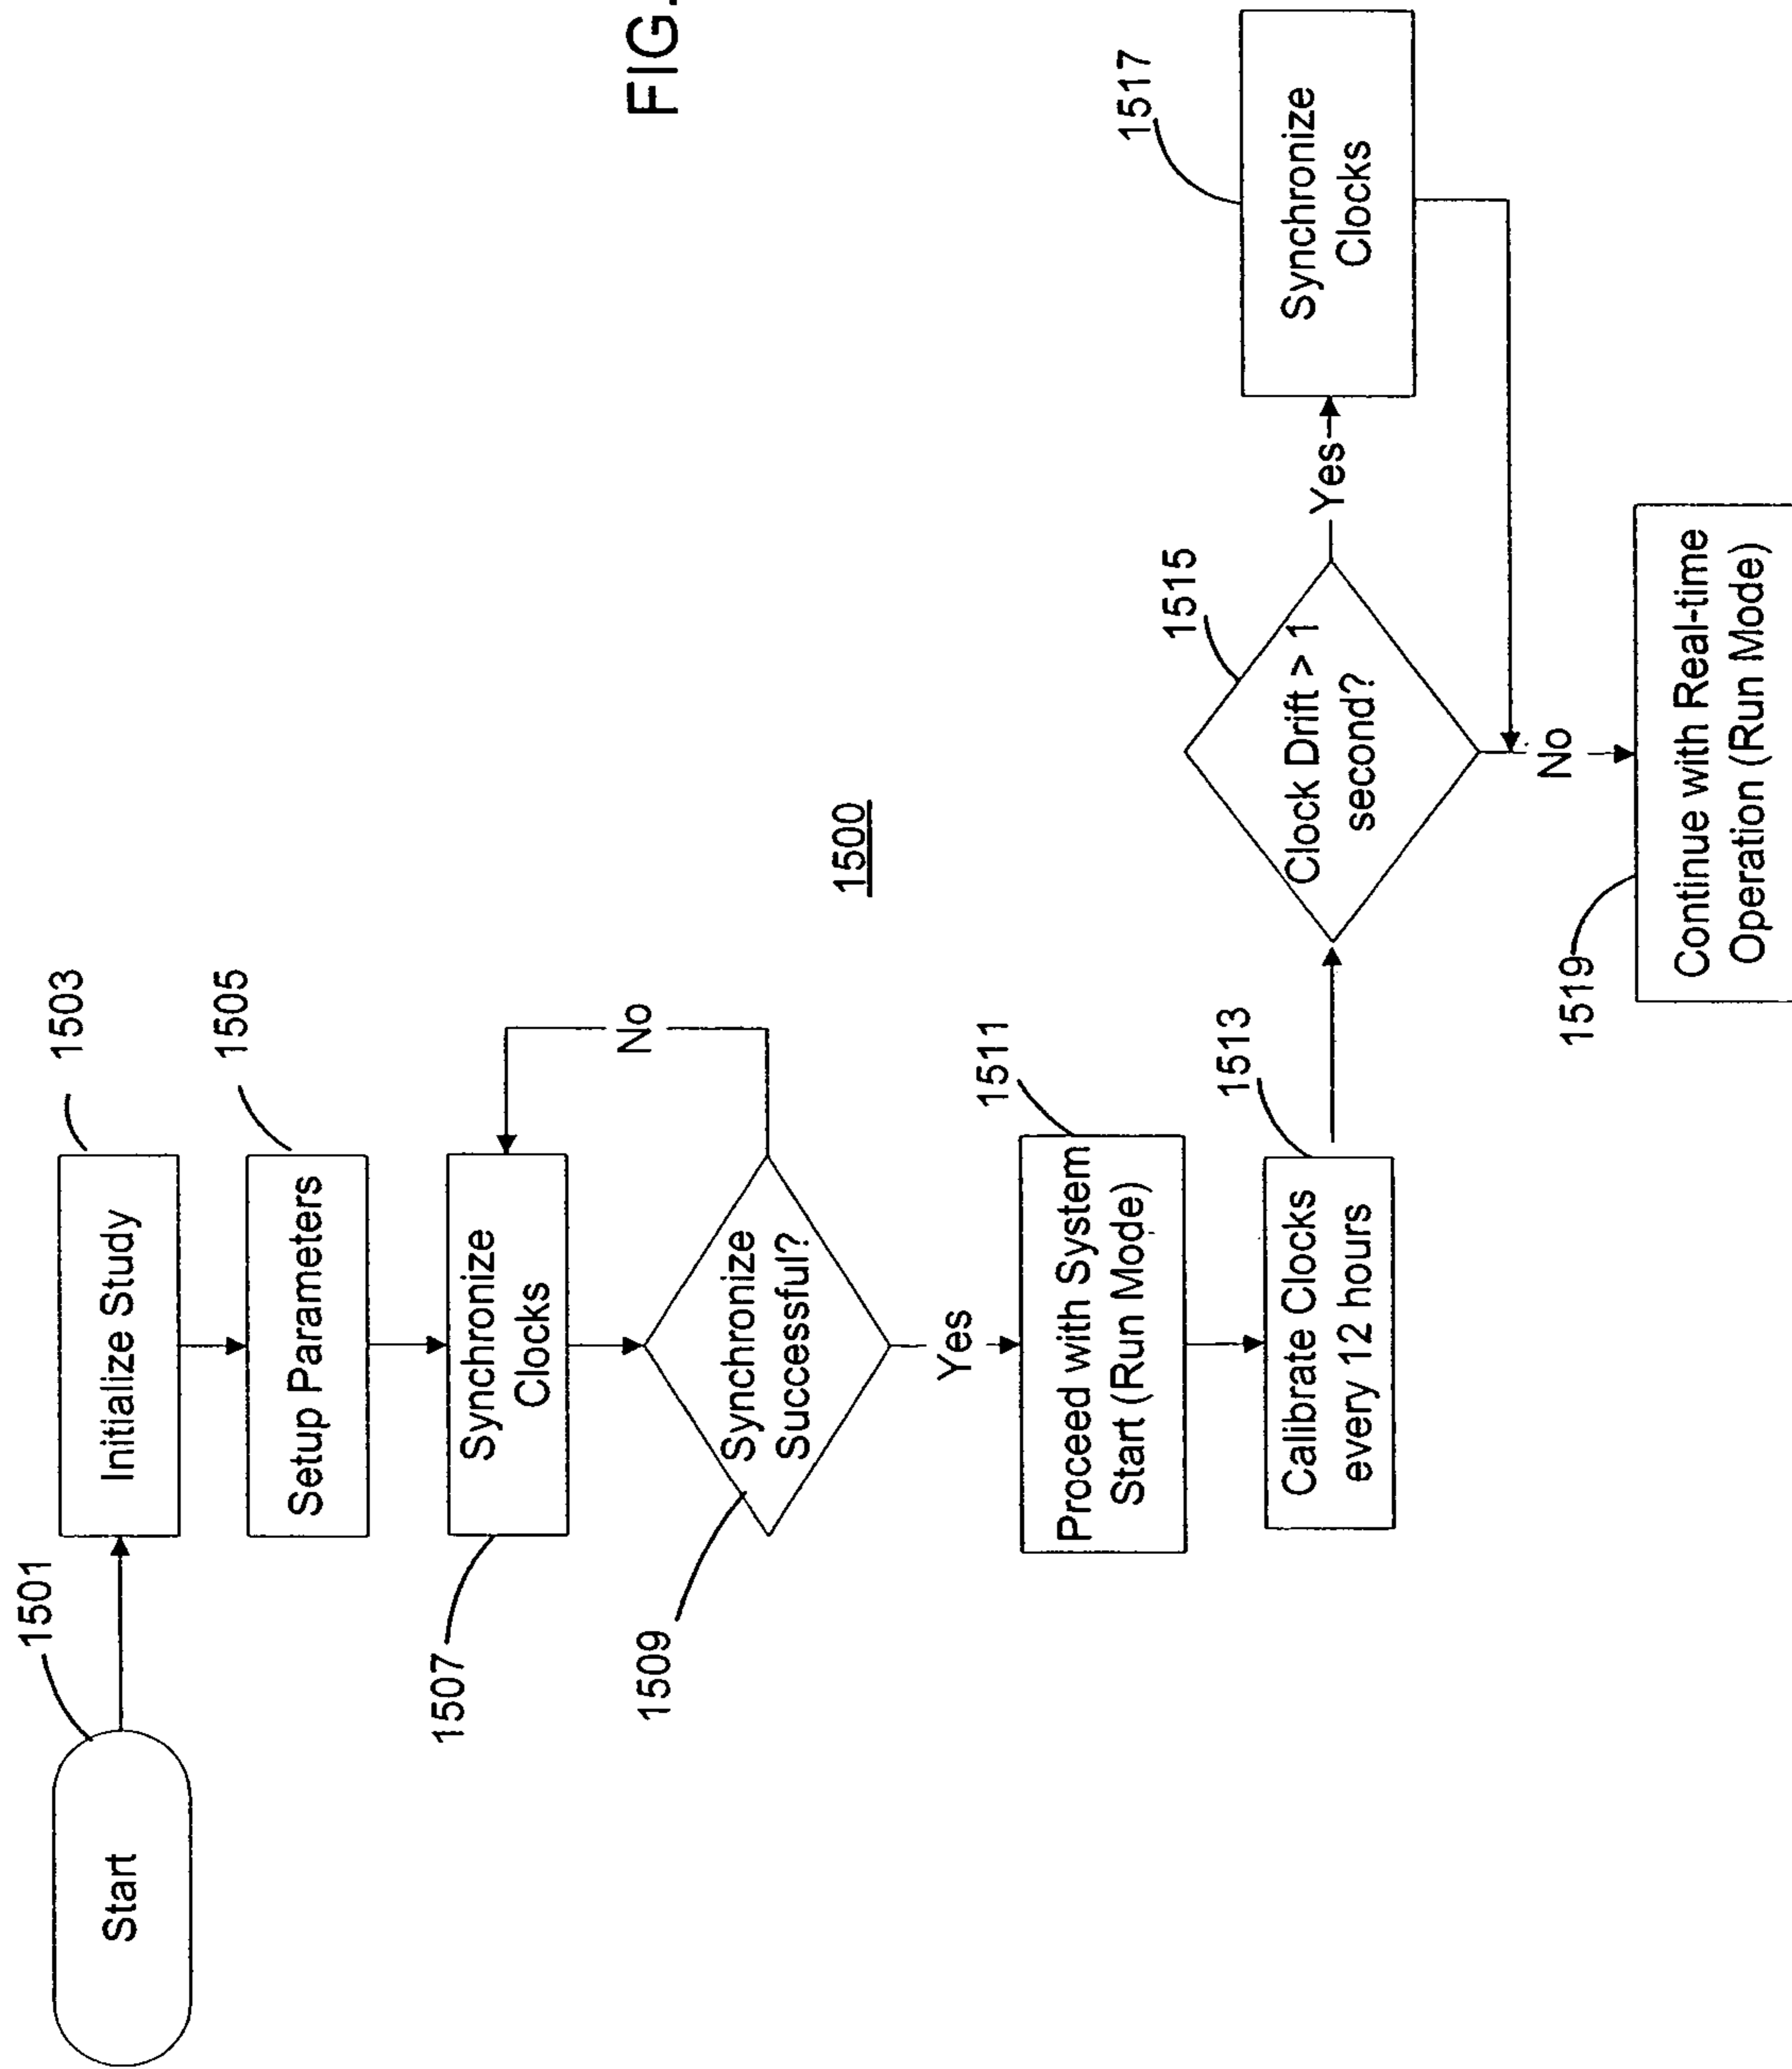 FIG.
1501
Start
1503
Initialize Study
1505
Setup Parameters
1507
Synchronize
Clocks
No
1509
Synchronize
Successful?
Yes
1500
1511
Proceed with System
Start (Run Mode)
1513
Calibrate Clocks
every 12 hours
1515
Clock Drift > 1
second?
Yes
1517
Synchronize
Clocks
No
1519
Continue with Real-time
Operation (Run Mode)